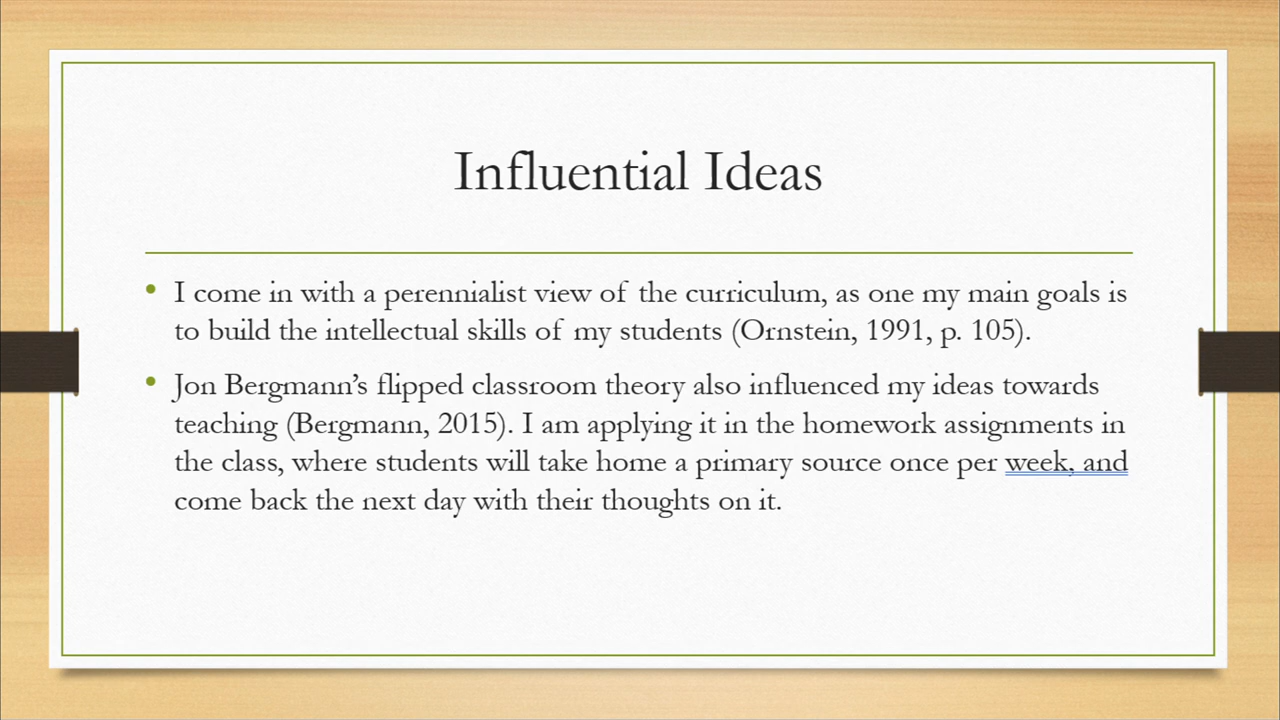 Influential Ideas
• I come in with a perennialist view of the curriculum, as one my main goals is
to build the intellectual skills of my students (Ornstein, 1991, p. 105).
• Jon Bergmann’s flipped classroom theory also influenced my ideas towards
teaching (Bergmann, 2015). I am applying it in the homework assignments in
the class, where students will take home a primary source once per week, and
come back the next day with their thoughts on it.